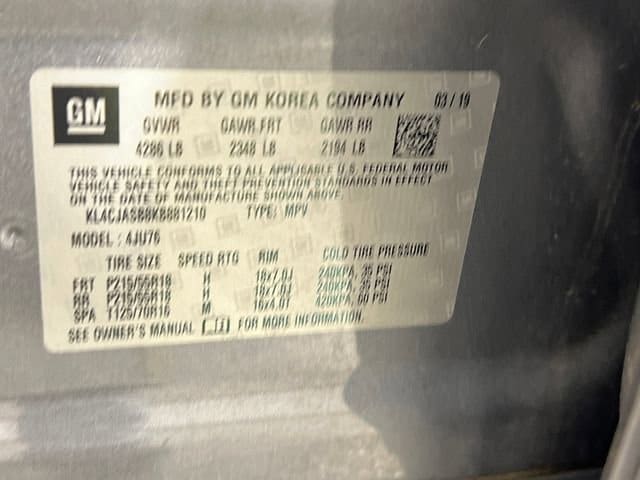 GM
MFD BY GM KOREA COMPANY 03/19
GVWR GAWR FRT GAWR RR
4286 LB 2348 LB 2194 LB
THIS VEHICLE CONFORMS TO ALL APPLICABLE U.S. FEDERAL MOTOR
VEHICLE SAFETY AND THEFT PREVENTION STANDARDS IN EFFECT
ON THE DATE OF MANUFACTURE SHOWN ABOVE.
KL4CJASB8KB881210 TYPE: MPV
MODEL: 4JU76
TIRE SIZE SPEED RTG RIM COLD TIRE PRESSURE
FRT P215/55R18 H 18x7.0J 240KPA, 35 PSI
RR P215/55R18 H 18x7.0J 240KPA, 35 PSI
SPA T125/70R16 M 16x4.0T 420KPA, 60 PSI
SEE OWNER'S MANUAL FOR MORE INFORMATION.